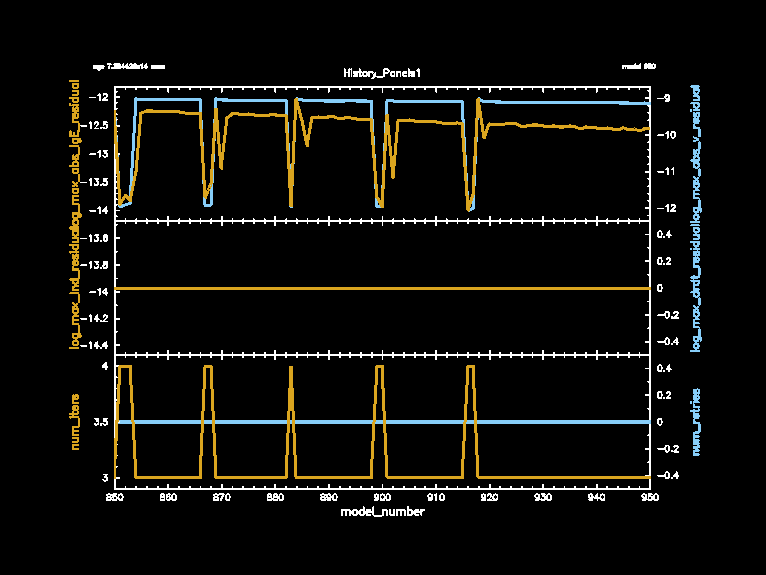 model 950
History_Panels1
−12
−12.5
−13
−13.5
−14
log_max_abs_lgE_residual
−9
−10
−11
−12
log_max_abs_v_residual
−13.6
−13.8
−14
−14.2
−14.4
log_max_lnd_residual
0.4
0.2
0
−0.2
−0.4
log_max_drdt_residual
4
3.5
3
num_iters
0.4
0.2
0
−0.2
−0.4
num_retries
850 860 870 880 890 900 910 920 930 940 950
model_number